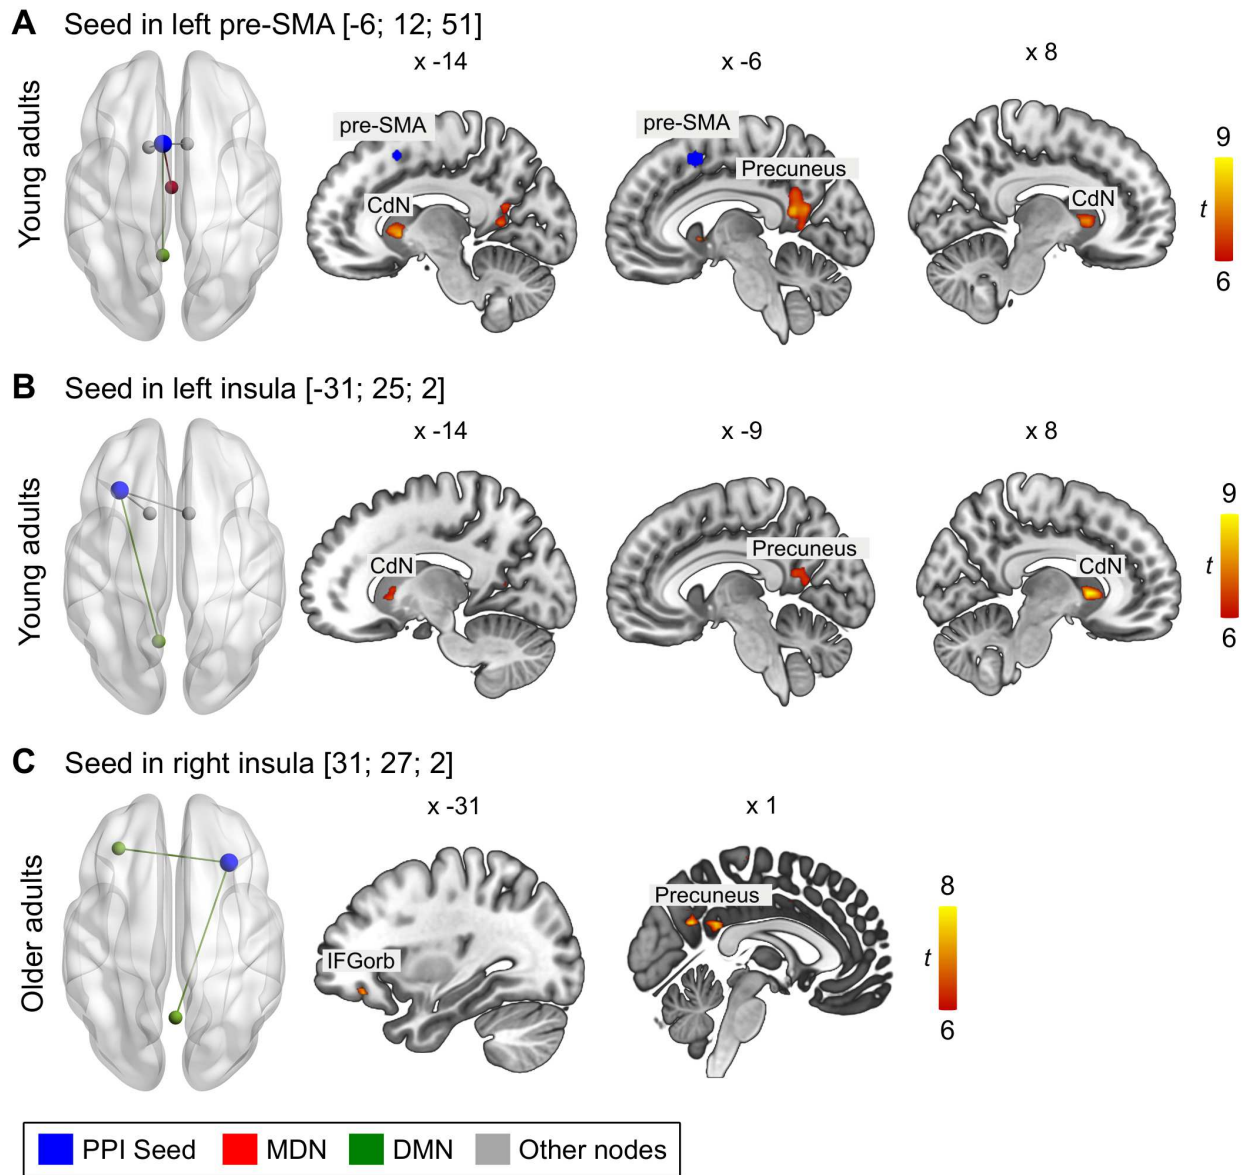 A Seed in left pre-SMA [-6; 12; 51]
Young adults
x -14
x -6
x 8
pre-SMA
CdN
pre-SMA
Precuneus
CdN
9
t
6
B Seed in left insula [-31; 25; 2]
Young adults
x -14
x -9
x 8
CdN
Precuneus
CdN
9
t
6
C Seed in right insula [31; 27; 2]
Older adults
x -31
x 1
IFGorb
Precuneus
8
t
6
PPI Seed MDN DMN Other nodes